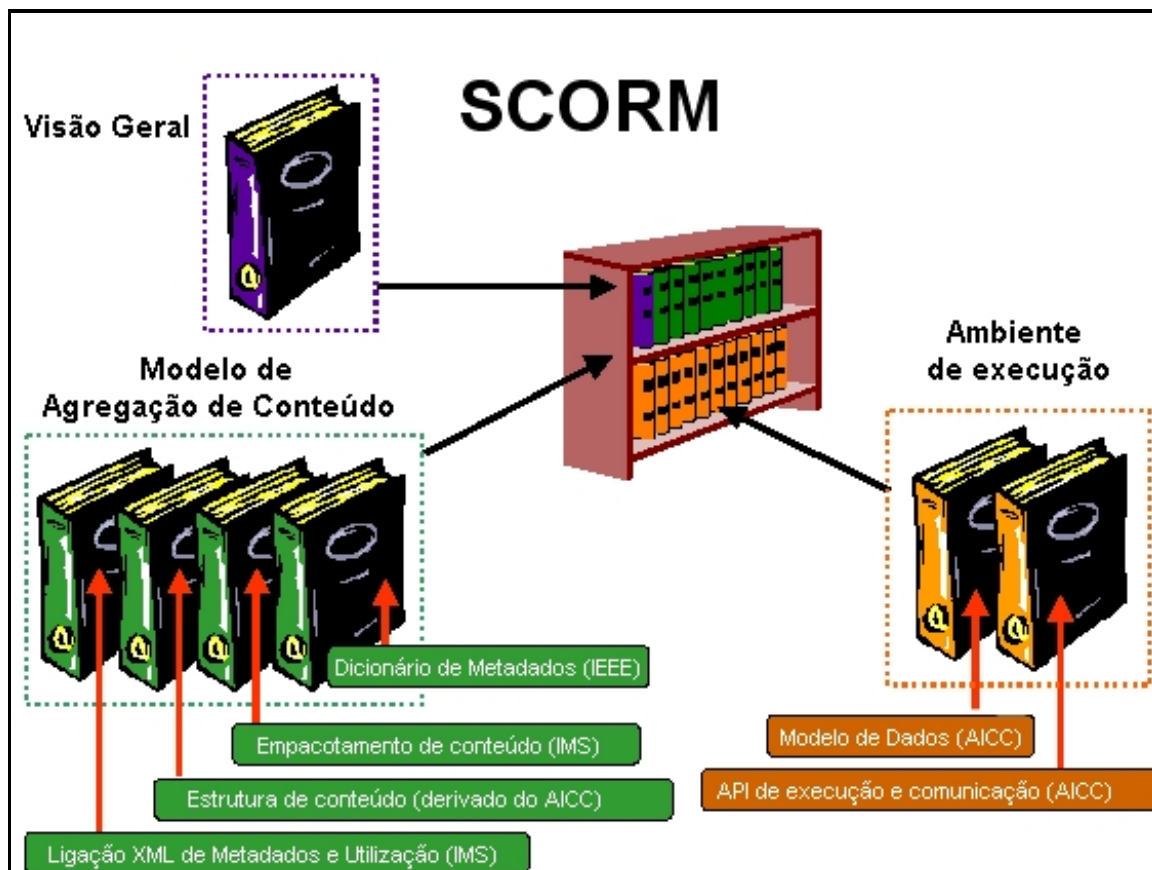 SCORM
Visão Geral
Modelo de
Agregação de Conteúdo
Ambiente
de execução
Dicionário de Metadados (IEEE)
Empacotamento de conteúdo (IMS)
Estrutura de conteúdo (derivado do AICC)
Ligação XML de Metadados e Utilização (IMS)
Modelo de Dados (AICC)
API de execução e comunicação (AICC)